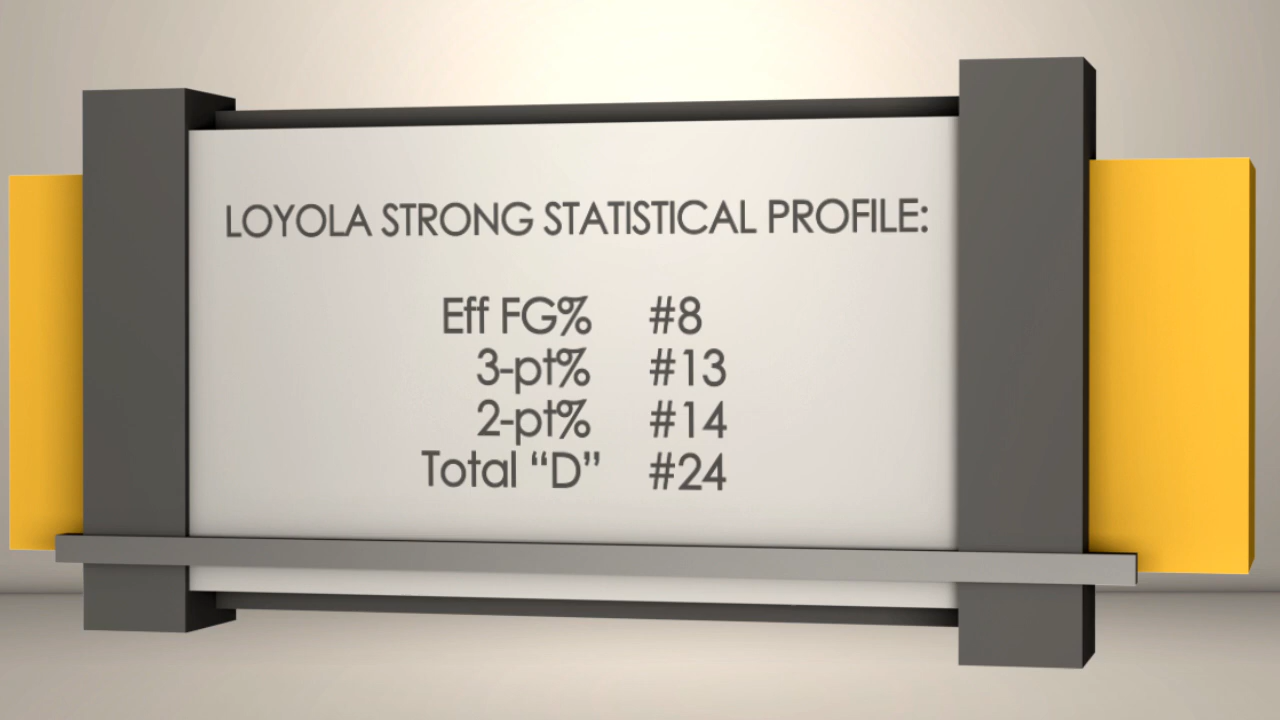 LOYOLA STRONG STATISTICAL PROFILE:
Eff FG% #8
3-pt% #13
2-pt% #14
Total “D” #24